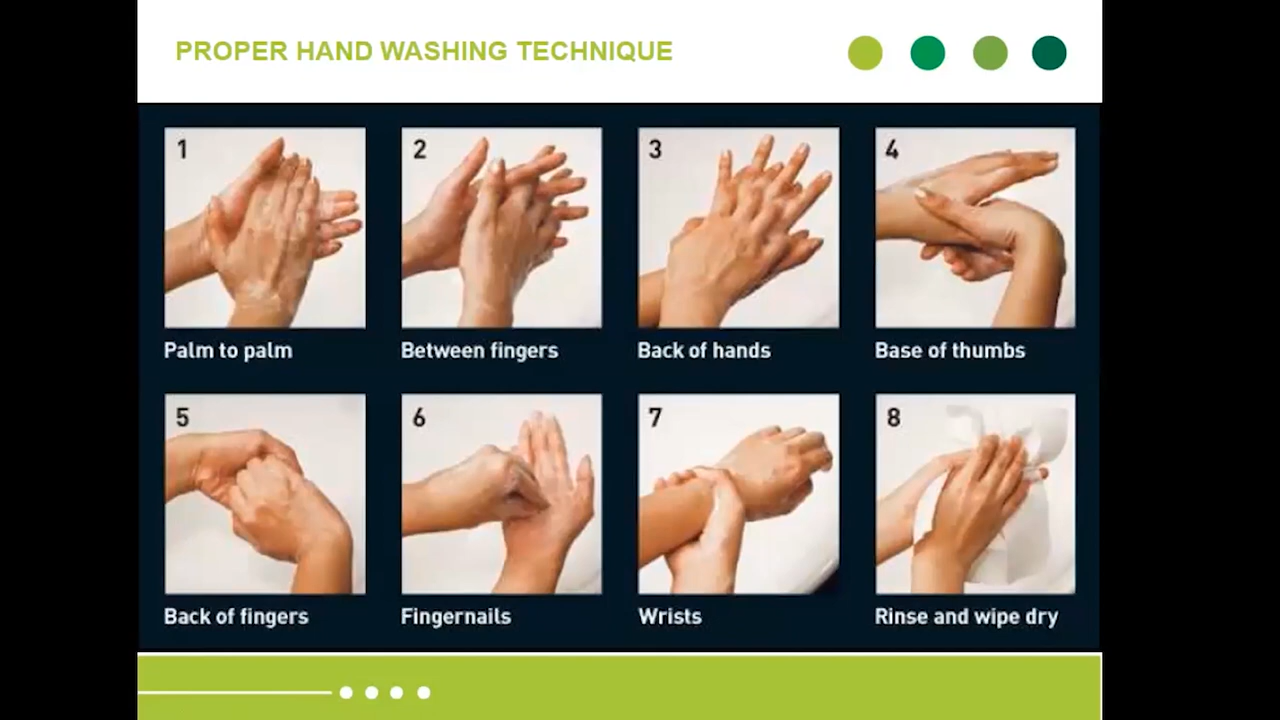 PROPER HAND WASHING TECHNIQUE
1
2
3
4
Palm to palm
Between fingers
Back of hands
Base of thumbs
5
6
7
8
Back of fingers
Fingernails
Wrists
Rinse and wipe dry